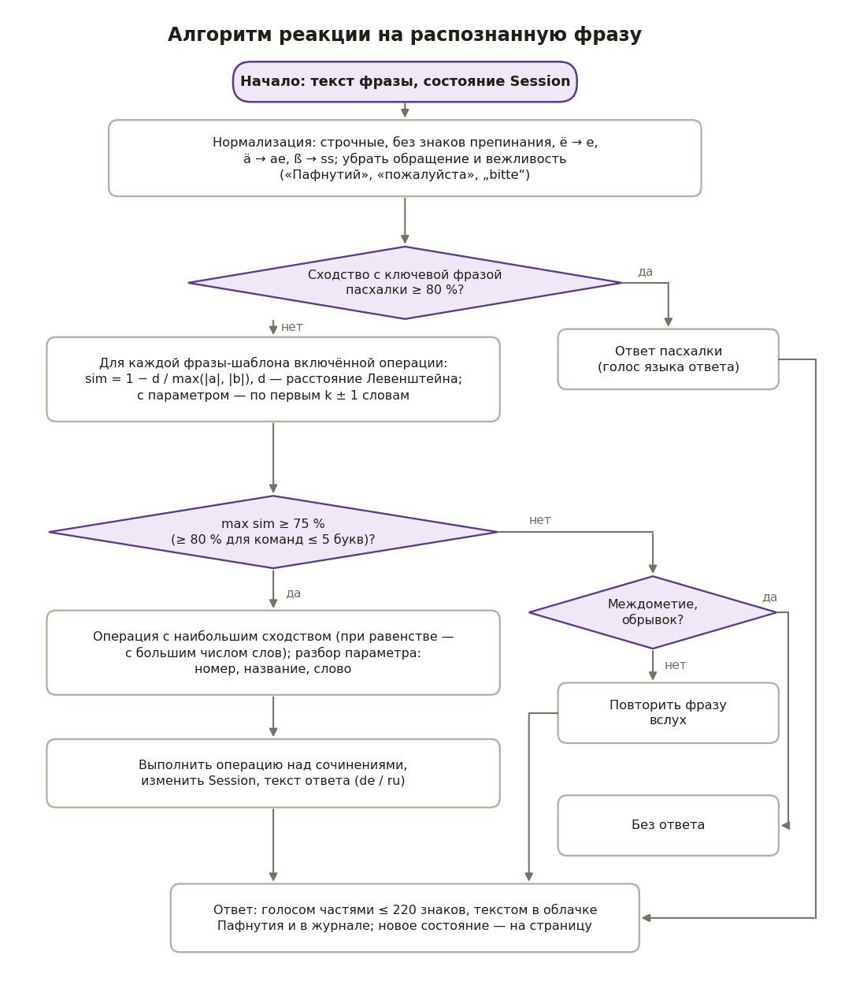 Алгоритм реакции на распознанную фразу
Начало: текст фразы, состояние Session
Нормализация: строчные, без знаков препинания, ё → е,
ä → ae, ß → ss; убрать обращение и вежливость
(«Пафнутий», «пожалуйста», „bitte“)
Сходство с ключевой фразой
пасхалки ≥ 80 %?
да
нет
Ответ пасхалки
(голос языка ответа)
Для каждой фразы-шаблона включённой операции:
sim = 1 − d / max(|a|, |b|), d — расстояние Левенштейна;
с параметром — по первым k ± 1 словам
max sim ≥ 75 %
(≥ 80 % для команд ≤ 5 букв)?
нет
да
Междометие,
обрывок?
да
нет
Операция с наибольшим сходством (при равенстве —
с большим числом слов); разбор параметра:
номер, название, слово
Повторить фразу
вслух
Выполнить операцию над сочинениями,
изменить Session, текст ответа (de / ru)
Без ответа
Ответ: голосом частями ≤ 220 знаков, текстом в облачке
Пафнутия и в журнале; новое состояние — на страницу